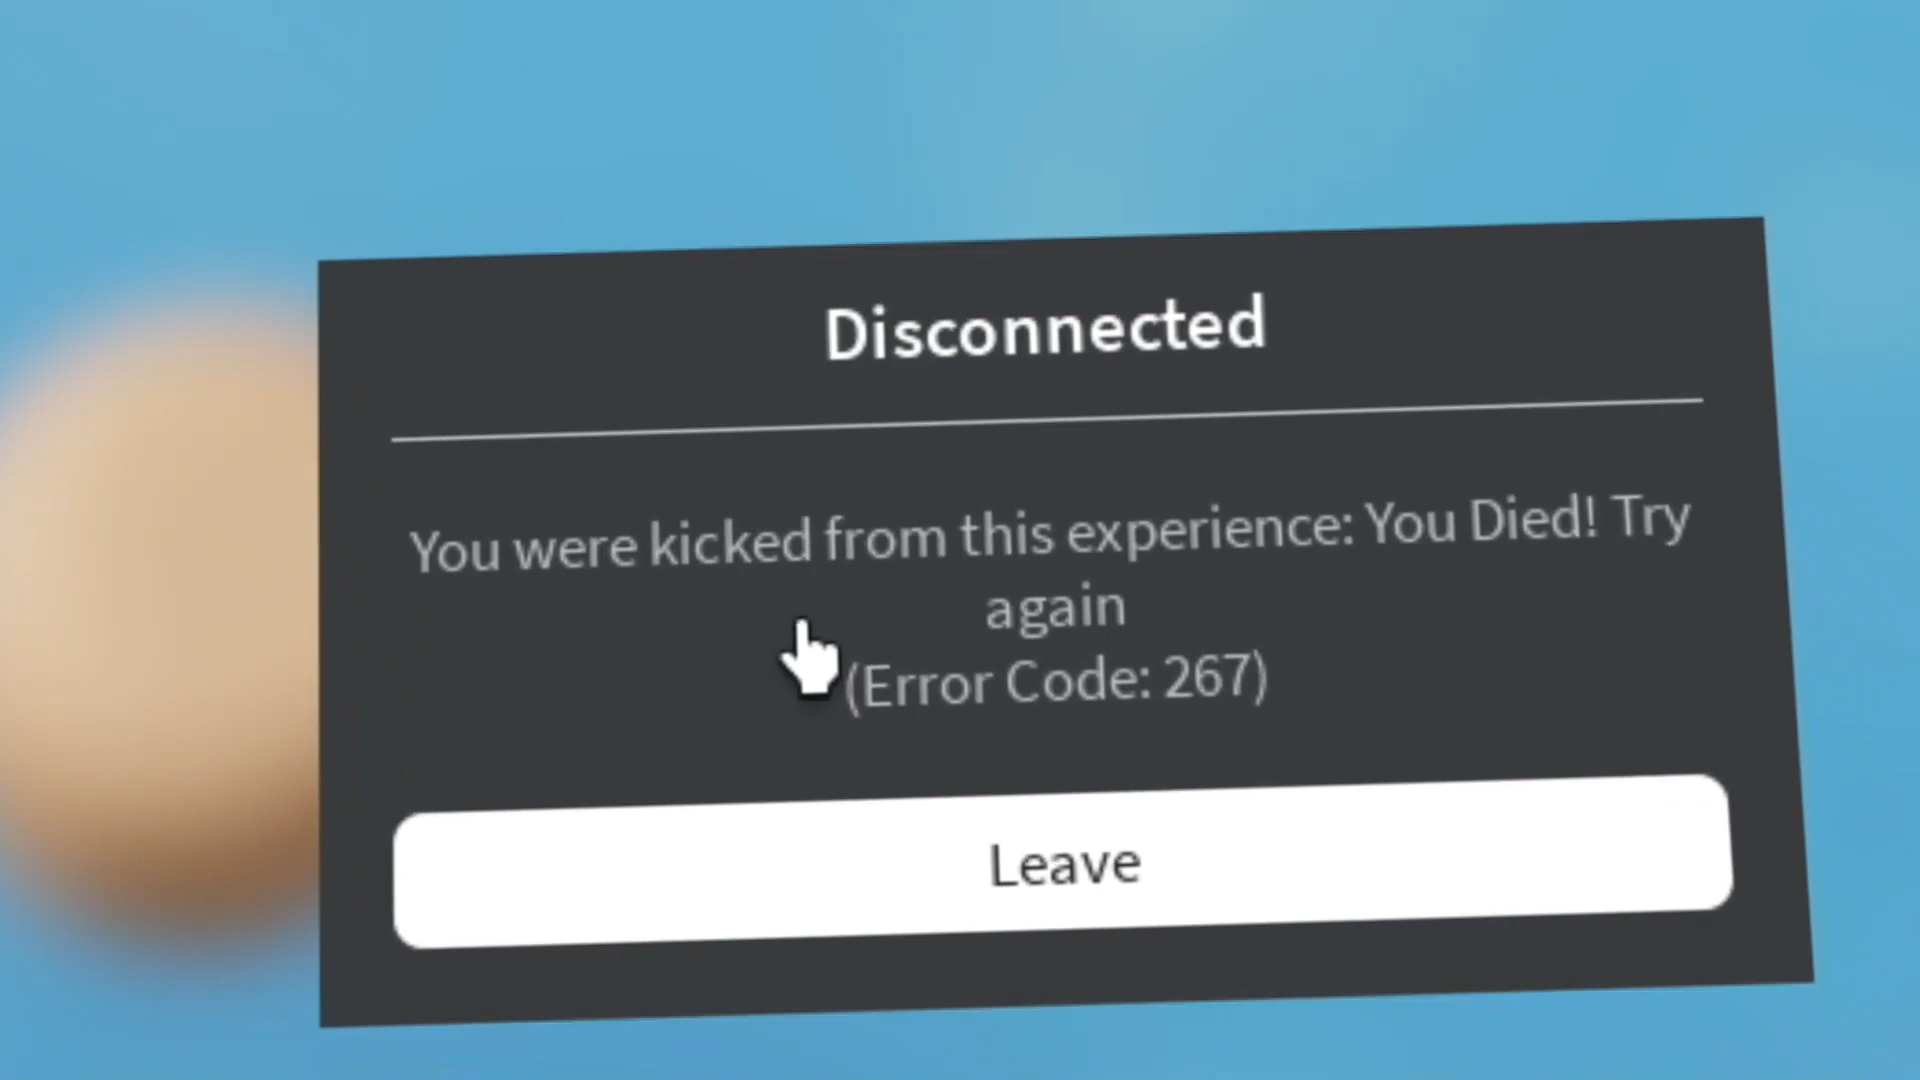 Disconnected
You were kicked from this experience: You Died! Try
again
(Error Code: 267)
Leave